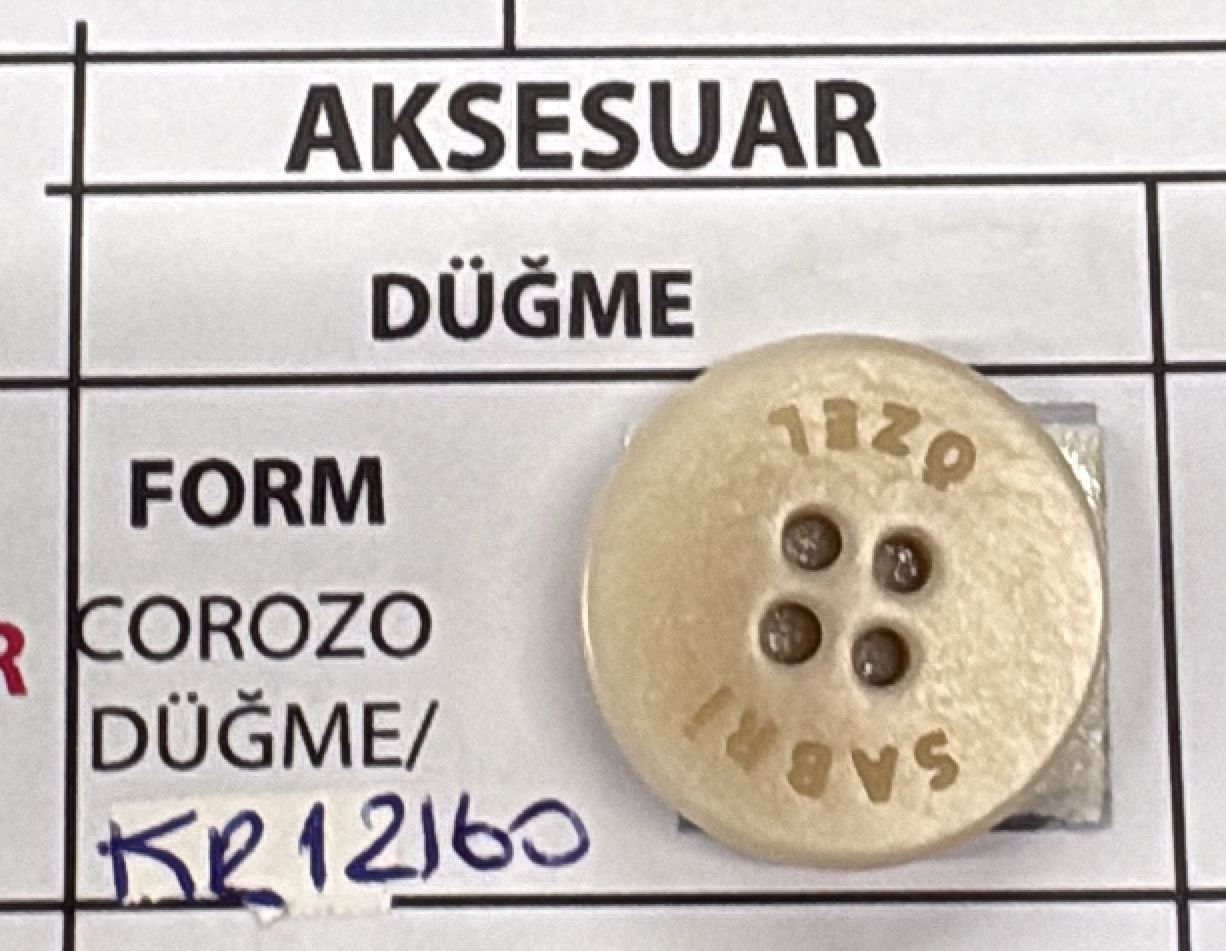 AKSESUAR
DÜĞME
FORM
COROZO
DÜĞME/
KR12160
SABRI
ÖZEL
R